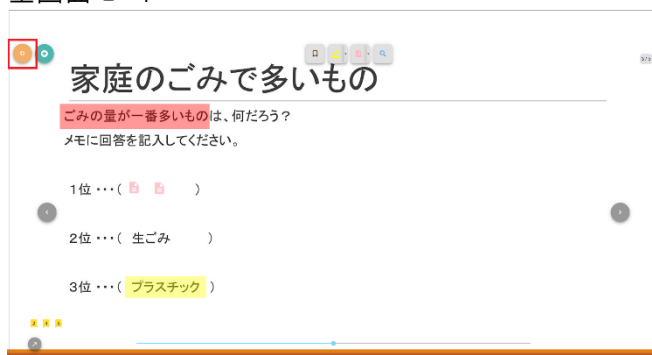 家庭のごみで多いもの
ごみの量が一番多いものは、何だろう？
メモに回答を記入してください。
1位 ･･･(　　　　)
2位 ･･･( 生ごみ　　)
3位 ･･･( プラスチック )